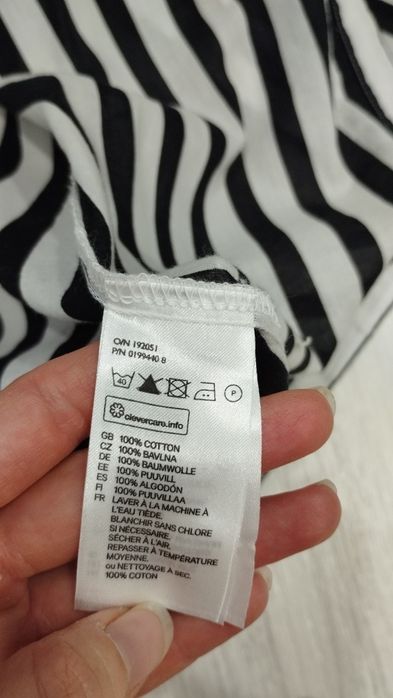 O/N 192051
P/N 0199440 8
40
P
clevercare.info
GB 100% COTTON
CZ 100% BAVLNA
DE 100% BAUMWOLLE
EE 100% PUUVILL
ES 100% ALGODÓN
FI 100% PUUVILLAA
FR LAVER À LA MACHINE À
L'EAU TIÈDE.
BLANCHIR SANS CHLORE
SI NÉCESSAIRE.
SÉCHER À L'AIR.
REPASSER À TEMPÉRATURE
MOYENNE.
ou NETTOYAGE À SEC.
100% COTON